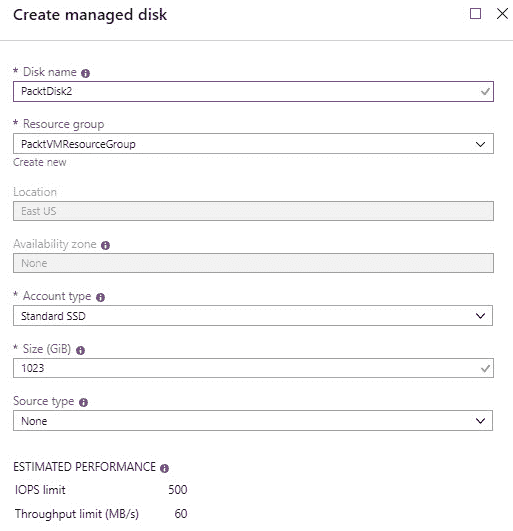 Create managed disk
* Disk name
PacktDisk2
* Resource group
PacktVMResourceGroup
Create new
Location
East US
Availability zone
None
* Account type
Standard SSD
* Size (GiB)
1023
Source type
None
ESTIMATED PERFORMANCE
IOPS limit 500
Throughput limit (MB/s) 60